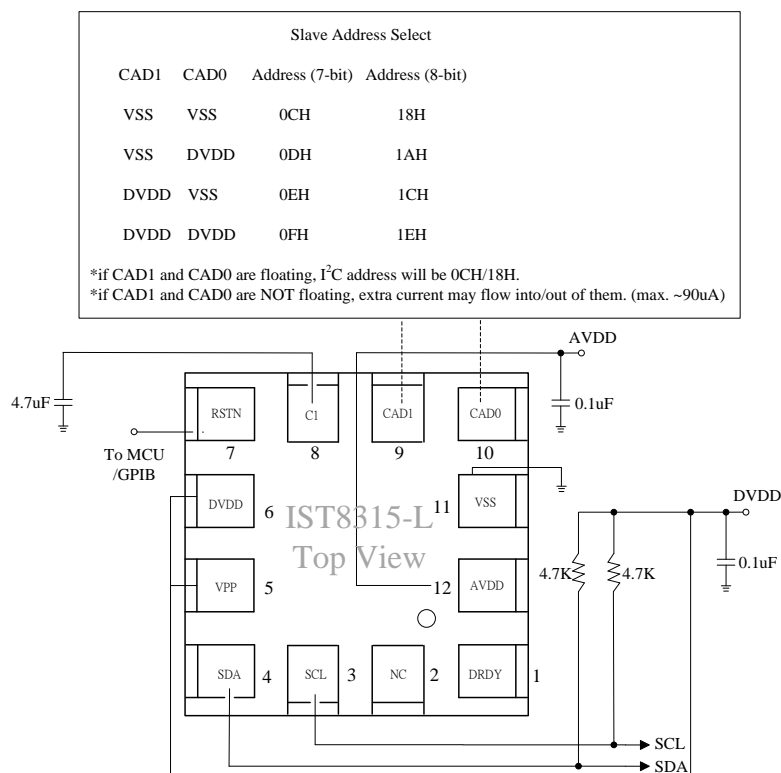 Slave Address Select
CAD1 CAD0 Address (7-bit) Address (8-bit)
VSS VSS 0CH 18H
VSS DVDD 0DH 1AH
DVDD VSS 0EH 1CH
DVDD DVDD 0FH 1EH
*if CAD1 and CAD0 are floating, I²C address will be 0CH/18H.
*if CAD1 and CAD0 are NOT floating, extra current may flow into/out of them. (max. ~90uA)
AVDD
4.7uF
0.1uF
RSTN
C1
CAD1
CAD0
To MCU
/GPIB
7
8
9
10
DVDD
6
IST8315-L
Top View
11
VSS
DVDD
VPP
5
12
AVDD
4.7K
4.7K
0.1uF
SDA
4
SCL
3
NC
2
DRDY
1
SCL
SDA